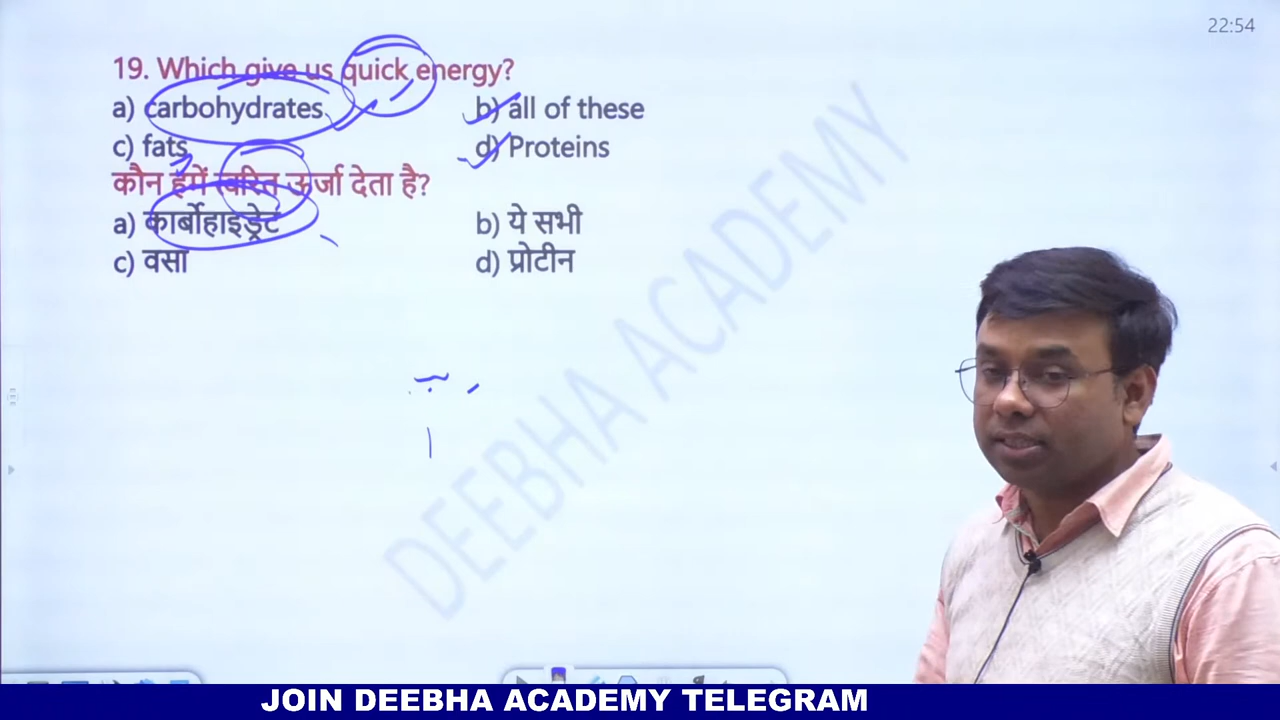 22:54
19. Which give us quick energy?
a) carbohydrates b) all of these
c) fats d) Proteins
कौन हमें त्वरित ऊर्जा देता है?
a) कार्बोहाइड्रेट b) ये सभी
c) वसा d) प्रोटीन
DEEBHA ACADEMY
JOIN DEEBHA ACADEMY TELEGRAM